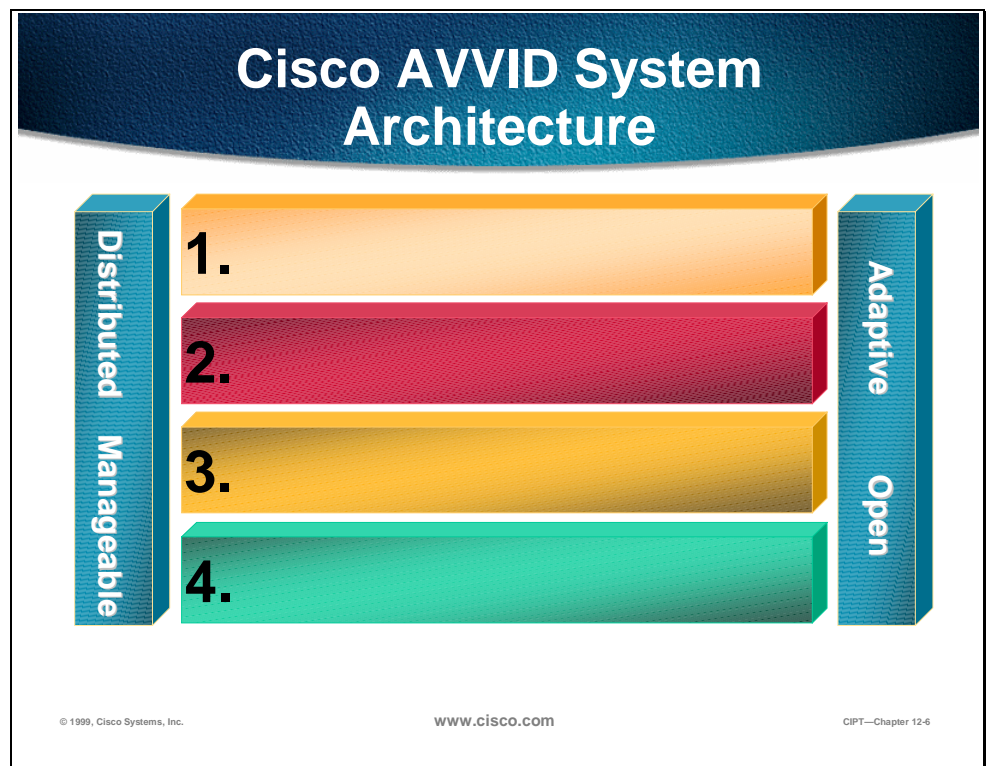 Cisco AVVID System
Architecture
Distributed Manageable
1.
2.
3.
4.
Adaptive Open
© 1999, Cisco Systems, Inc.
www.cisco.com
CIPT—Chapter 12-6